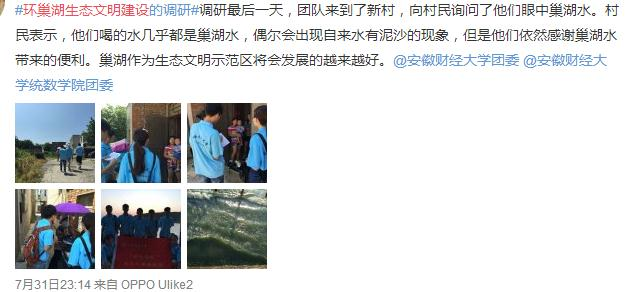 #环巢湖生态文明建设的调研#调研最后一天，团队来到了新村，向村民询问了他们眼中巢湖水。村
民表示，他们喝的水几乎都是巢湖水，偶尔会出现自来水有泥沙的现象，但是他们依然感谢巢湖水
带来的便利。巢湖作为生态文明示范区将会发展的越来越好。@安徽财经大学团委 @安徽财经大
学统数学院团委
7月31日23:14 来自 OPPO Ulike2